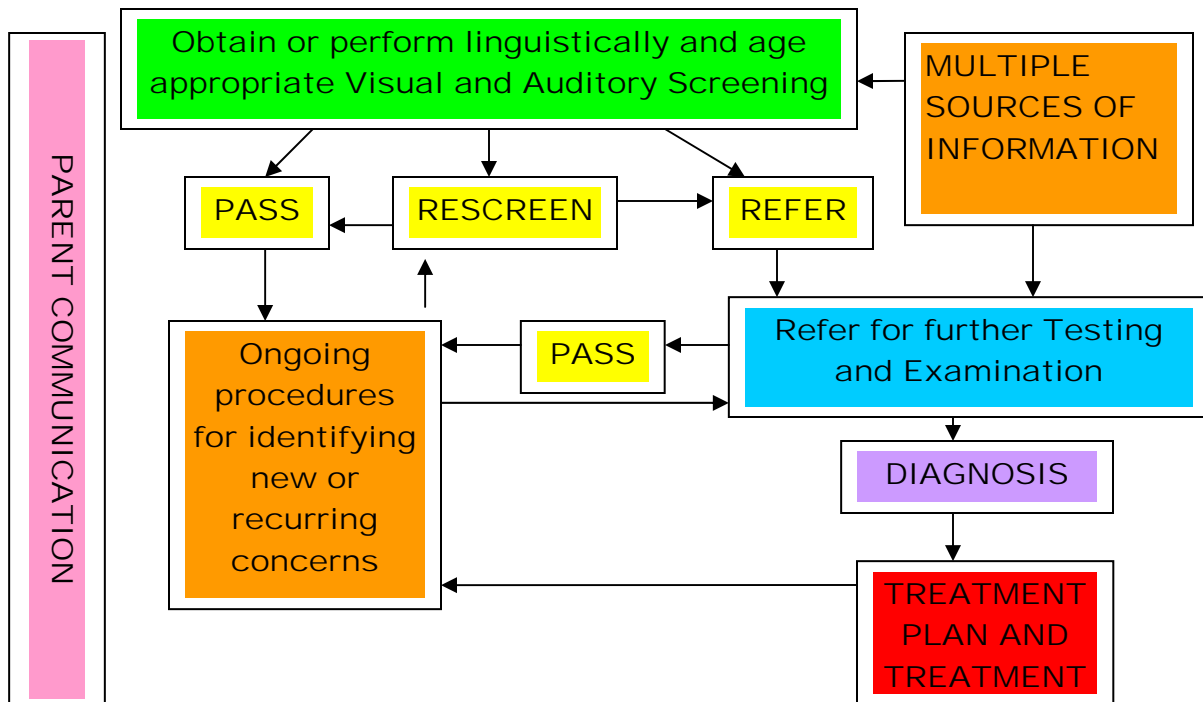 PARENT COMMUNICATION
Obtain or perform linguistically and age
appropriate Visual and Auditory Screening
MULTIPLE
SOURCES OF
INFORMATION
PASS
RESCREEN
REFER
Ongoing
procedures
for identifying
new or
recurring
concerns
PASS
Refer for further Testing
and Examination
DIAGNOSIS
TREATMENT
PLAN AND
TREATMENT